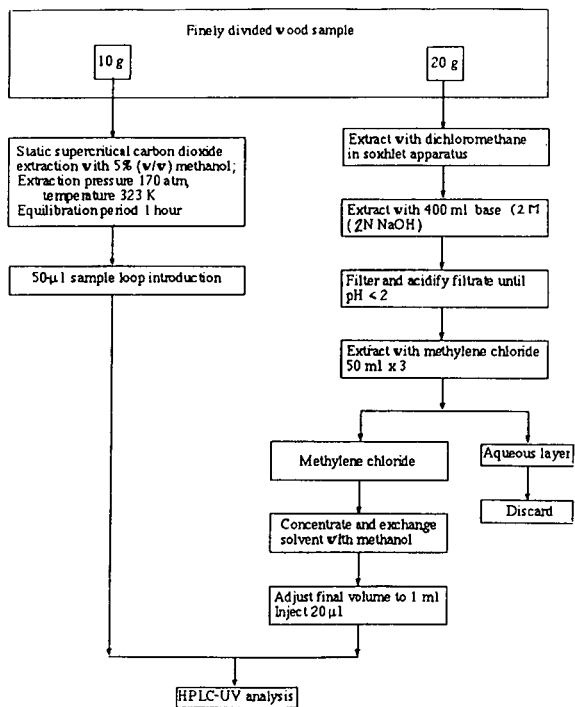 Finely divided wood sample
10 g
20 g
Static supercritical carbon dioxide
extraction with 5% (w/w) methanol;
Extraction pressure 170 atm,
temperature 323 K
Equilibration period 1 hour
50-µl sample loop introduction
Extract with dichloromethane
in soxhlet apparatus
Extract with 400 ml base (2 M
(2N NaOH)
Filter and acidify filtrate until
pH < 2
Extract with methylene chloride
50 ml x 3
Methylene chloride
Aqueous layer
Discard
Concentrate and exchange
solvent with methanol
Adjust final volume to 1 ml
Inject 20 µl
HPLC-UV analysis